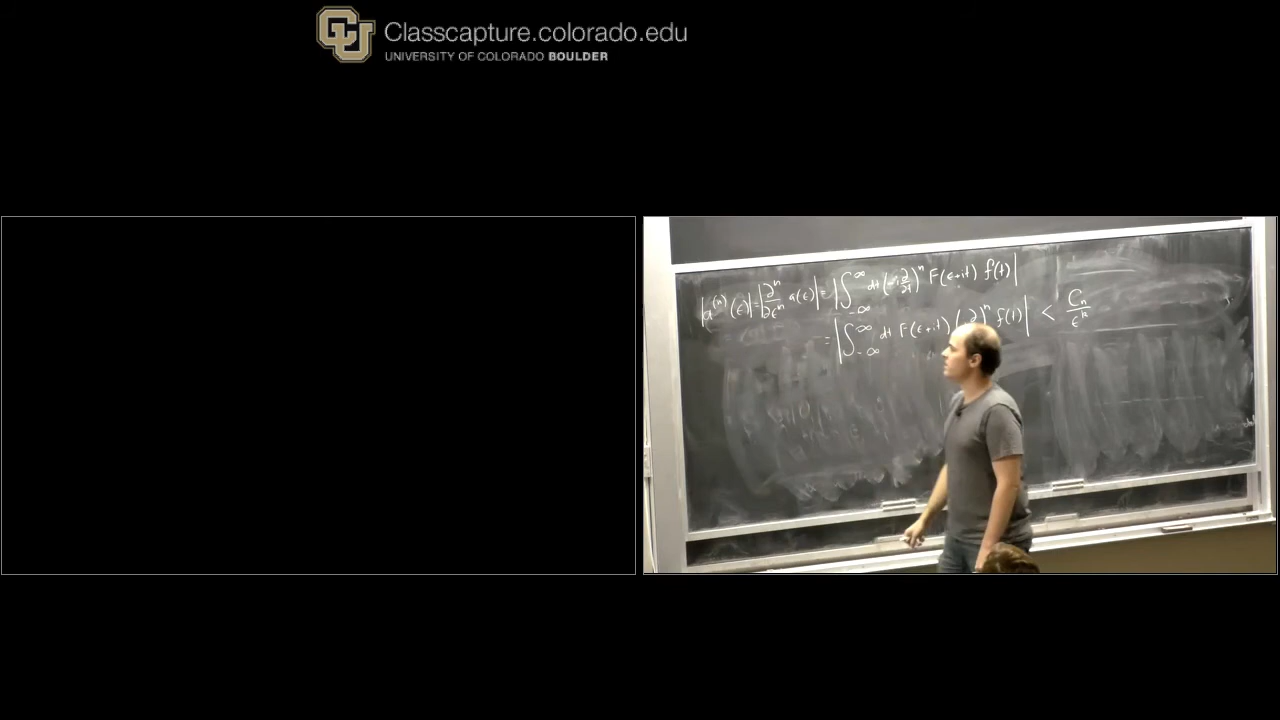 Classcapture.colorado.edu
UNIVERSITY OF COLORADO BOULDER
|a^(n)(ε)| = |∂^n/∂ε^n a(ε)| = |∫_{-∞}^{∞} dt (-i ∂/∂t)^n F(ε+it) f(t)|
= |∫_{-∞}^{∞} dt F(ε+it) ( ∂ )^n f(t)| < C_n/ε^k